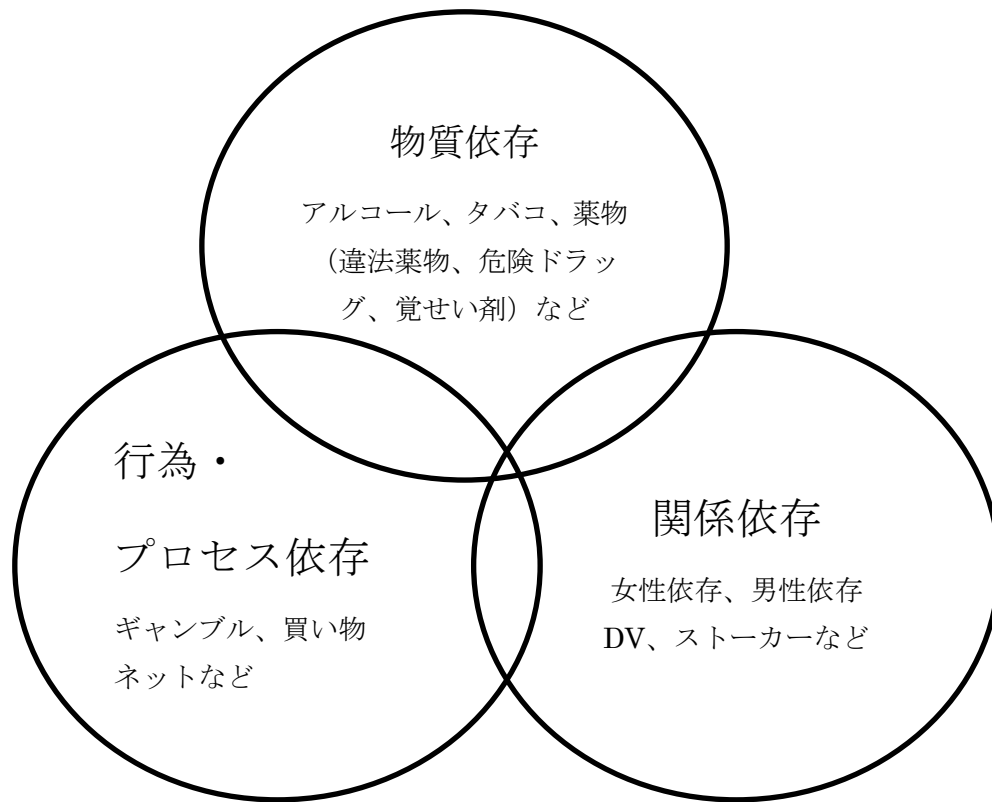 物質依存
アルコール、タバコ、薬物
（違法薬物、危険ドラッ
グ、覚せい剤）など
行為・
プロセス依存
ギャンブル、買い物
ネットなど
関係依存
女性依存、男性依存
DV、ストーカーなど